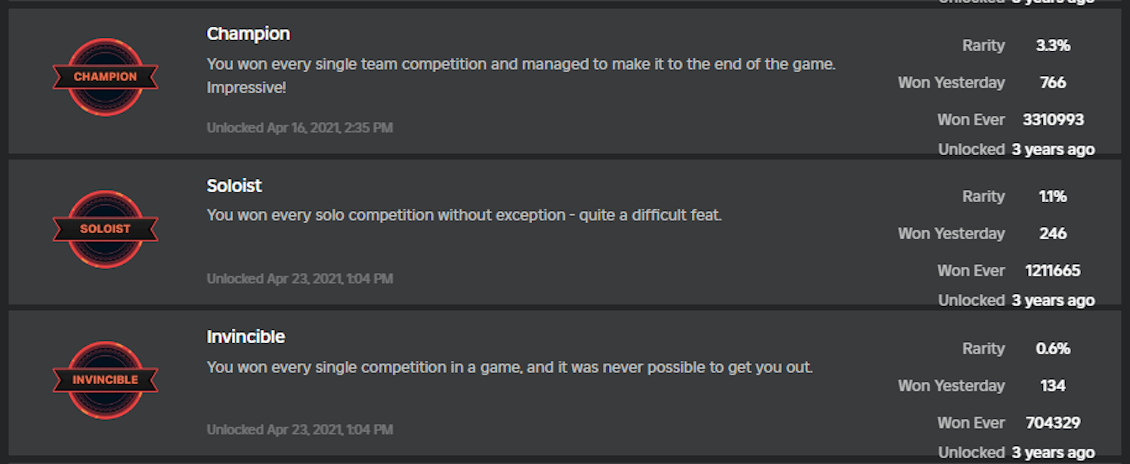 Unlocked 3 years ago
Champion
You won every single team competition and managed to make it to the end of the game.
Impressive!
Unlocked Apr 16, 2021, 2:35 PM
CHAMPION
Rarity 3.3%
Won Yesterday 766
Won Ever 3310993
Unlocked 3 years ago
Soloist
You won every solo competition without exception - quite a difficult feat.
Unlocked Apr 23, 2021, 1:04 PM
SOLOIST
Rarity 1.1%
Won Yesterday 246
Won Ever 1211665
Unlocked 3 years ago
Invincible
You won every single competition in a game, and it was never possible to get you out.
Unlocked Apr 23, 2021, 1:04 PM
INVINCIBLE
Rarity 0.6%
Won Yesterday 134
Won Ever 704329
Unlocked 3 years ago